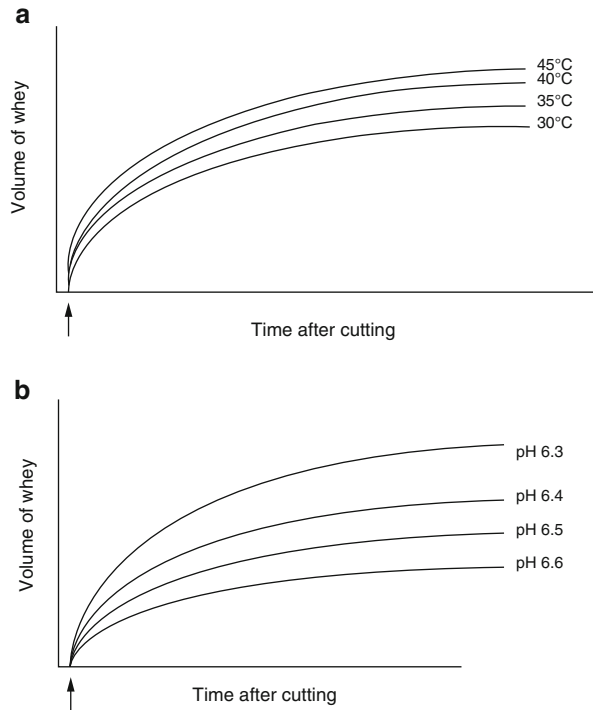 a
Volume of whey
45°C
40°C
35°C
30°C
Time after cutting
b
Volume of whey
pH 6.3
pH 6.4
pH 6.5
pH 6.6
Time after cutting